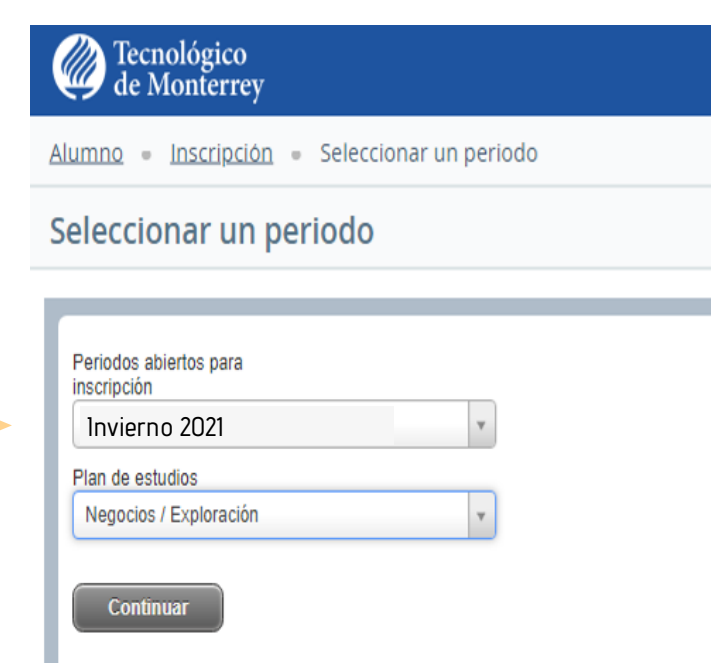 Tecnológico
de Monterrey
Alumno • Inscripción • Seleccionar un periodo
Seleccionar un periodo
Periodos abiertos para
inscripción
Invierno 2021
Plan de estudios
Negocios / Exploración
Continuar